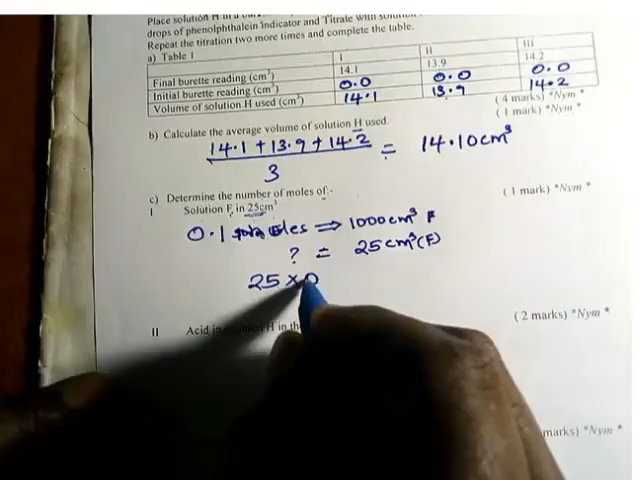 Place solution H in a
drops of phenolphthalein indicator and Titrate with solution
Repeat the titration two more times and complete the table.
a) Table 1
I II III
Final burette reading (cm³) 14.1 13.9 14.2
Initial burette reading (cm³) 0.0 0.0 0.0
Volume of solution H used (cm³) 14.1 13.9 14.2
( 4 marks) *Nym *
( 1 mark) *Nym *
b) Calculate the average volume of solution H used.
14.1 + 13.9 + 14.2 = 14.10cm³
3
c) Determine the number of moles of:-
( 1 mark) *Nym *
I Solution F in 25cm³
0.1 moles ⇒ 1000cm³ F
? = 25cm³(F)
25 × 0
( 2 marks) *Nym *
II Acid in solution H in the
marks) *Nym *